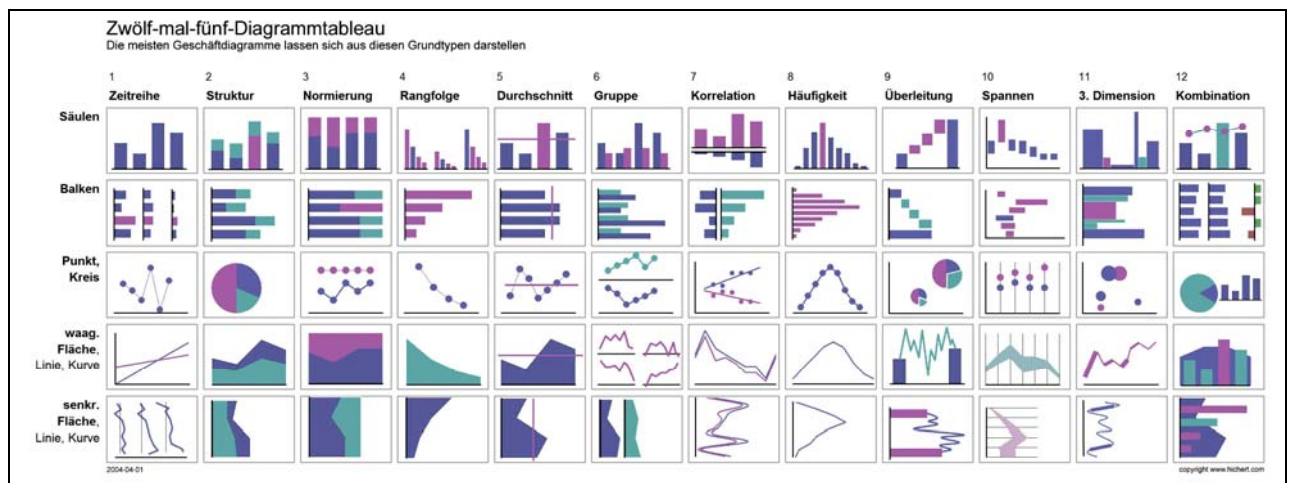 Zwölf-mal-fünf-Diagrammtableau
Die meisten Geschäftdiagramme lassen sich aus diesen Grundtypen darstellen
1 2 3 4 5 6 7 8 9 10 11 12
Zeitreihe Struktur Normierung Rangfolge Durchschnitt Gruppe Korrelation Häufigkeit Überleitung Spannen 3. Dimension Kombination
Säulen
Balken
Punkt,
Kreis
waag.
Fläche,
Linie, Kurve
senkr.
Fläche,
Linie, Kurve
2004-04-01 copyright www.hichert.com